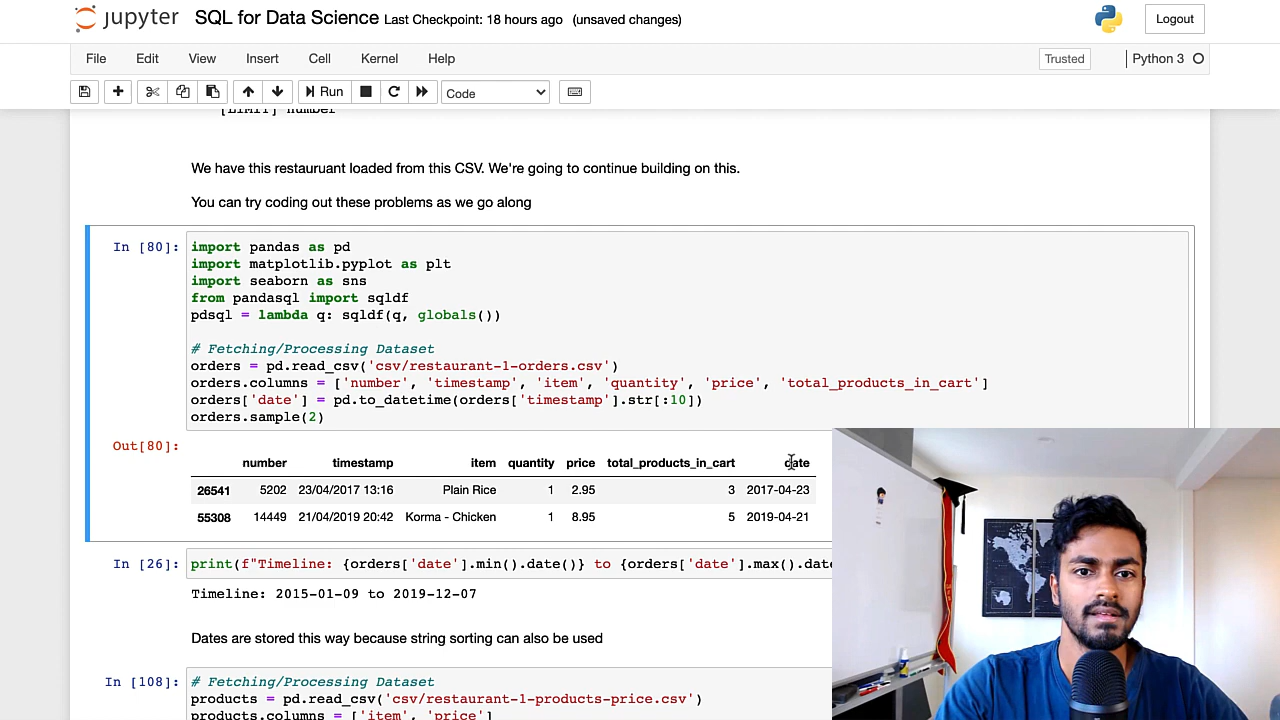 jupyter SQL for Data Science Last Checkpoint: 18 hours ago (unsaved changes) Logout
File Edit View Insert Cell Kernel Help Trusted Python 3
Run Code
[LIMIT] number
We have this restauruant loaded from this CSV. We're going to continue building on this.
You can try coding out these problems as we go along
In [80]: import pandas as pd
import matplotlib.pyplot as plt
import seaborn as sns
from pandasql import sqldf
pdsql = lambda q: sqldf(q, globals())
# Fetching/Processing Dataset
orders = pd.read_csv('csv/restaurant-1-orders.csv')
orders.columns = ['number', 'timestamp', 'item', 'quantity', 'price', 'total_products_in_cart']
orders['date'] = pd.to_datetime(orders['timestamp'].str[:10])
orders.sample(2)
Out[80]:
number timestamp item quantity price total_products_in_cart date
26541 5202 23/04/2017 13:16 Plain Rice 1 2.95 3 2017-04-23
55308 14449 21/04/2019 20:42 Korma - Chicken 1 8.95 5 2019-04-21
In [26]: print(f"Timeline: {orders['date'].min().date()} to {orders['date'].max().date
Timeline: 2015-01-09 to 2019-12-07
Dates are stored this way because string sorting can also be used
In [108]: # Fetching/Processing Dataset
products = pd.read_csv('csv/restaurant-1-products-price.csv')
products.columns = ['item', 'price']